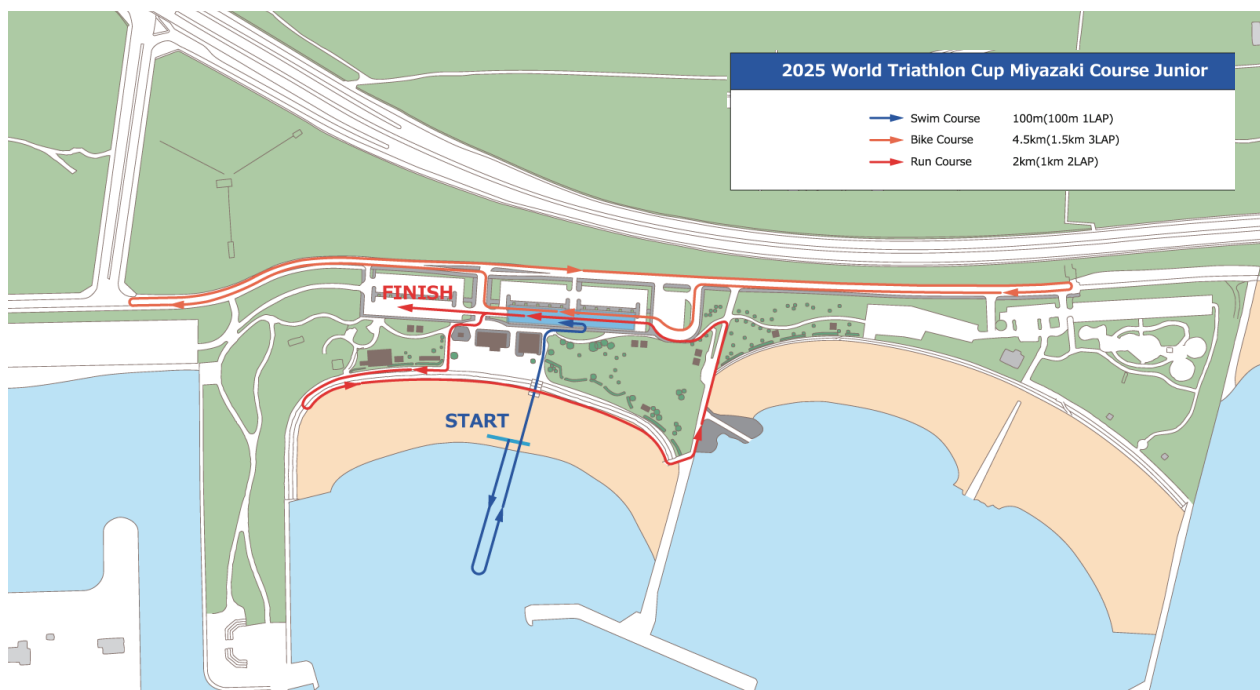 2025 World Triathlon Cup Miyazaki Course Junior
Swim Course 100m(100m 1LAP)
Bike Course 4.5km(1.5km 3LAP)
Run Course 2km(1km 2LAP)
FINISH
START